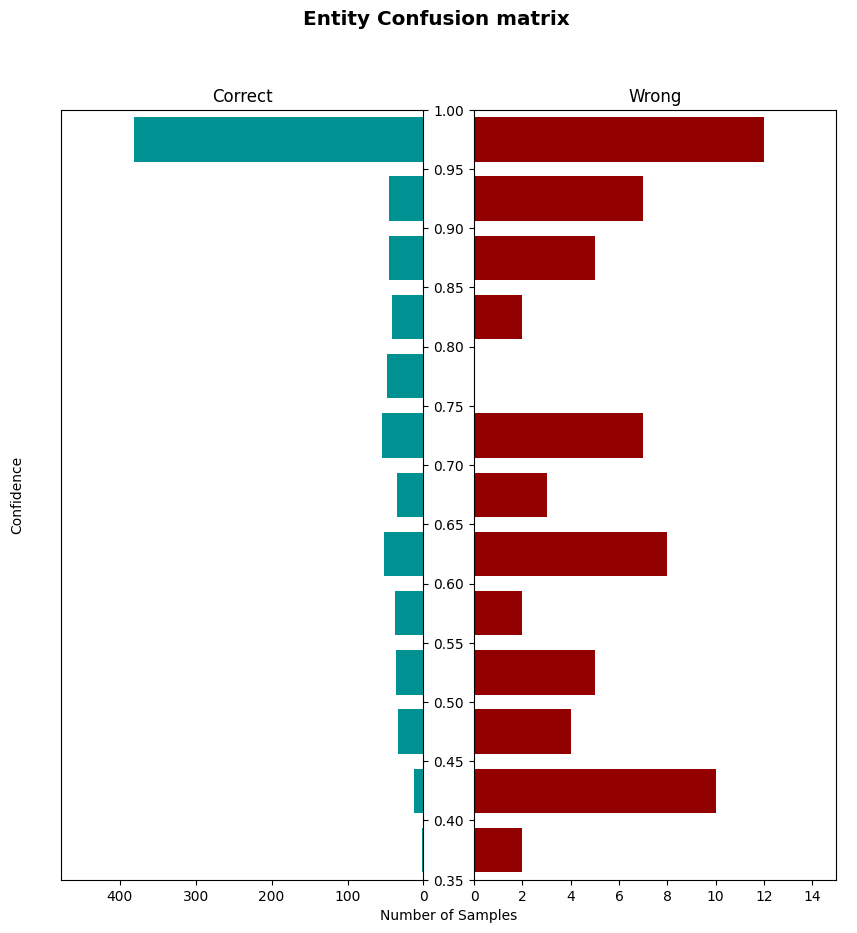 Entity Confusion matrix
Correct
Wrong
1.00
0.95
0.90
0.85
0.80
0.75
0.70
0.65
0.60
0.55
0.50
0.45
0.40
0.35
Confidence
400 300 200 100 0
0 2 4 6 8 10 12 14
Number of Samples